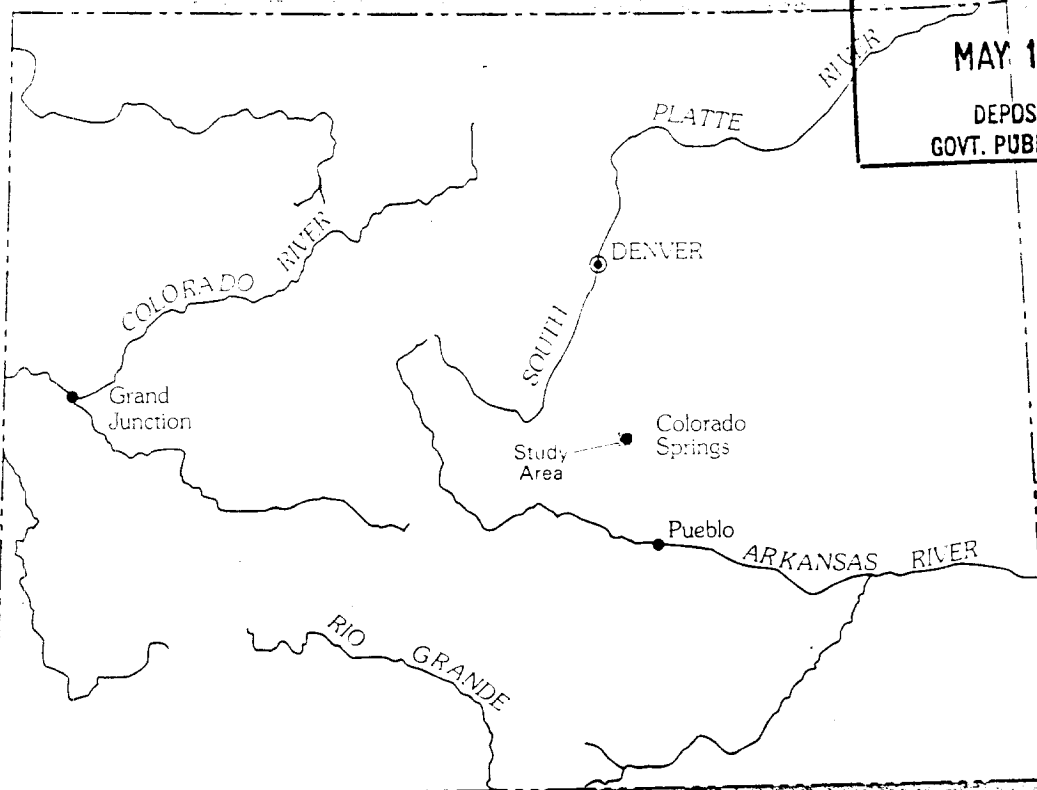 MAY 1
DEPOS
GOVT. PUB
PLATTE RIVER
DENVER
COLORADO RIVER
SOUTH
Grand
Junction
Colorado
Springs
Study
Area
Pueblo
ARKANSAS RIVER
RIO GRANDE